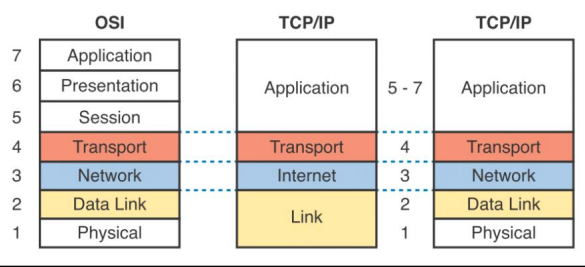 OSI TCP/IP TCP/IP
7 Application
6 Presentation Application 5 - 7 Application
5 Session
4 Transport Transport 4 Transport
3 Network Internet 3 Network
2 Data Link Link 2 Data Link
1 Physical 1 Physical